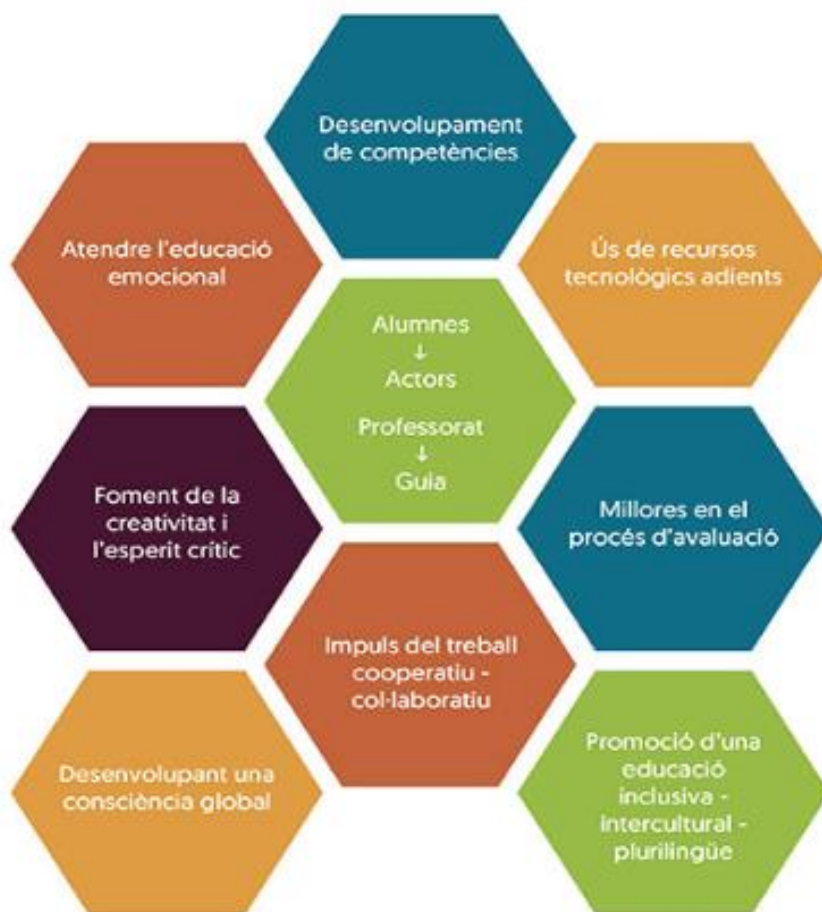 Desenvolupament
de competències
Atendre l'educació
emocional
Ús de recursos
tecnològics adients
Alumnes
↓
Actors
Professorat
↓
Guia
Foment de la
creativitat i
l'esperit crític
Millores en el
procés d'avaluació
Impuls del treball
cooperatiu -
col·laboratiu
Desenvolupant una
consciència global
Promoció d'una
educació
inclusiva -
intercultural -
plurilingüe